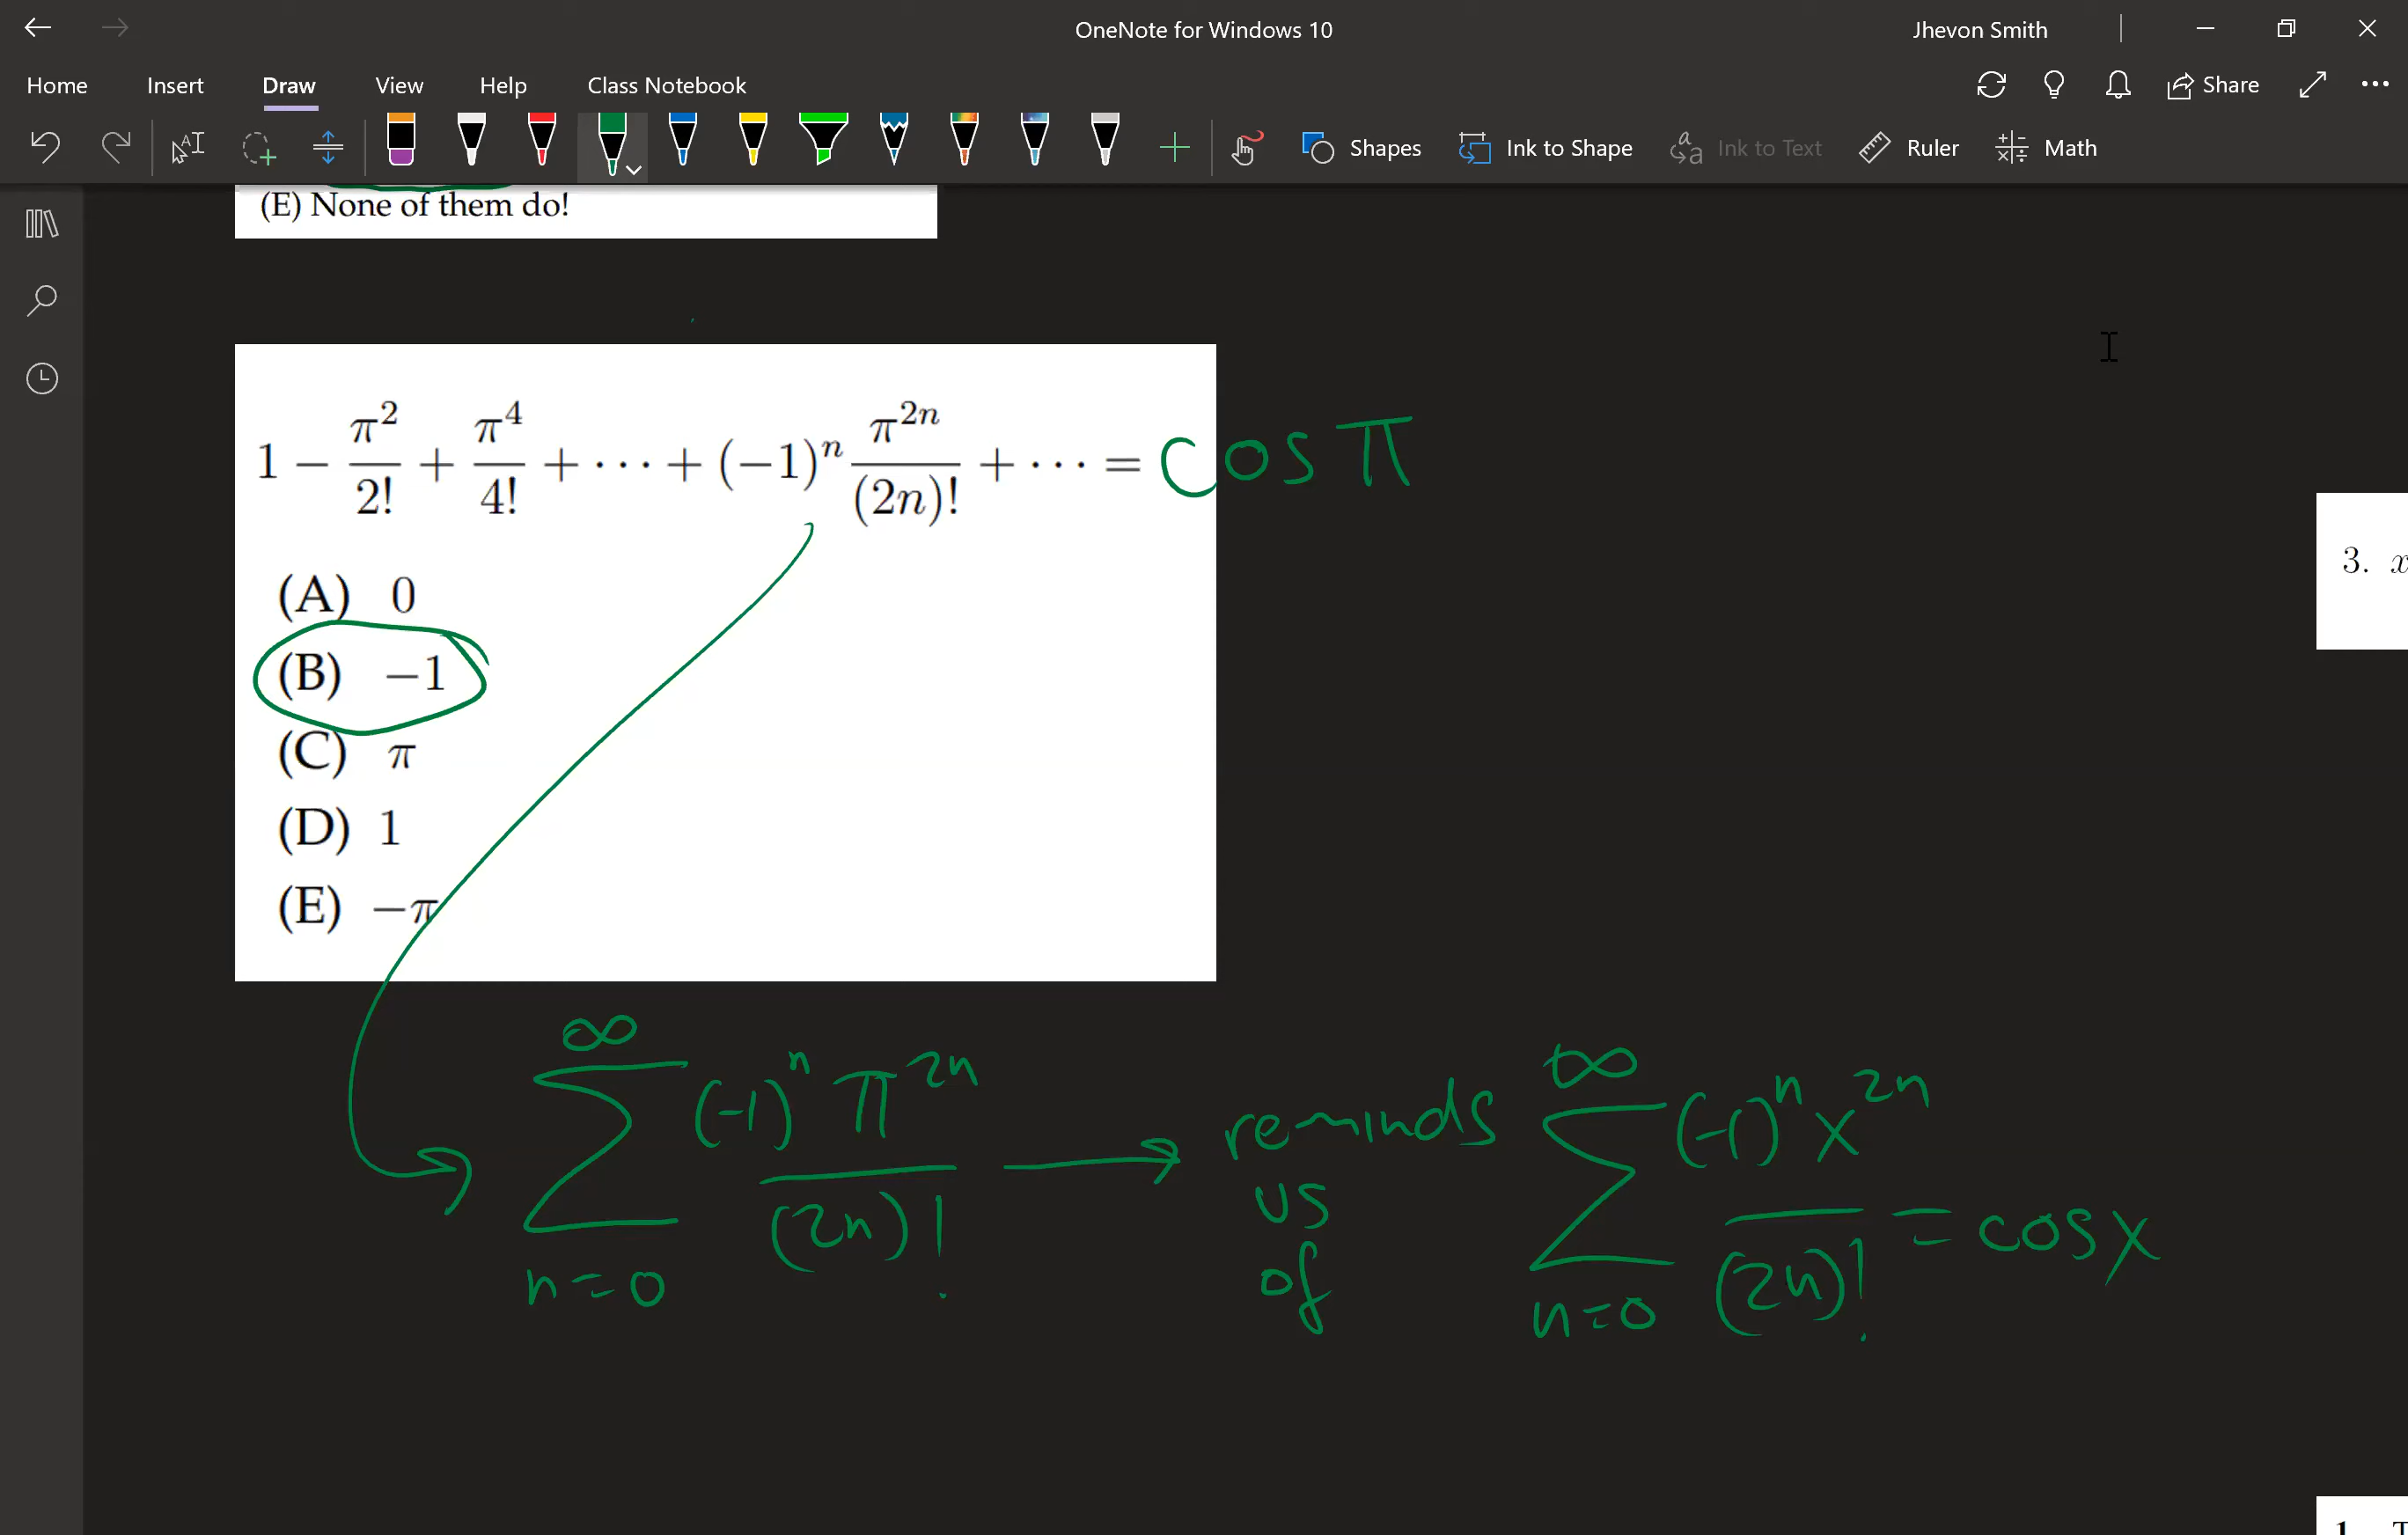 OneNote for Windows 10
Jhevon Smith
Home Insert Draw View Help Class Notebook
Share
Shapes Ink to Shape Ink to Text Ruler Math
(E) None of them do!
1 − π²/2! + π⁴/4! + ··· + (−1)ⁿ π²ⁿ/(2n)! + ··· = cos π
(A) 0
(B) −1
(C) π
(D) 1
(E) −π
3. x
∞ Σ n=0 (-1)ⁿ π²ⁿ / (2n)! → reminds us of ∞ Σ n=0 (-1)ⁿ x²ⁿ / (2n)! = cos x